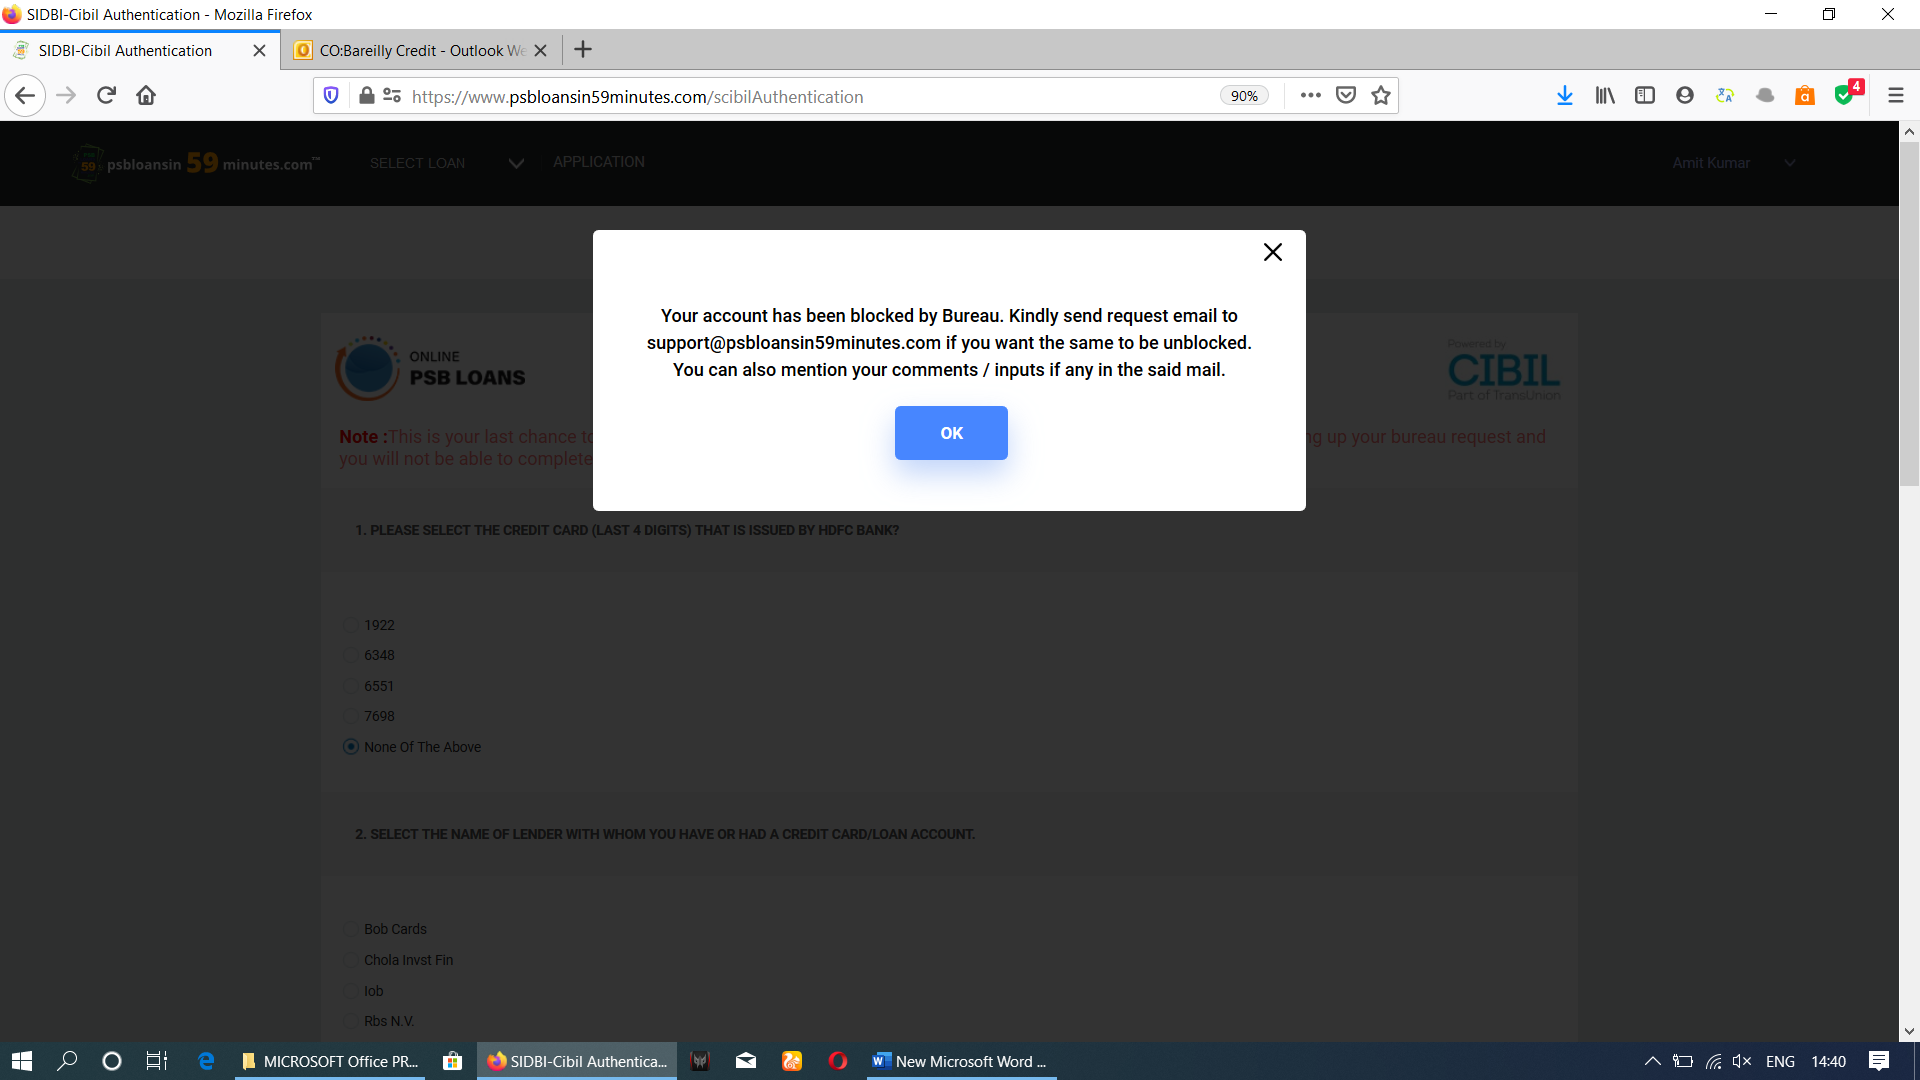 SIDBI-Cibil Authentication - Mozilla Firefox
SIDBI-Cibil Authentication
CO:Bareilly Credit - Outlook We
https://www.psbloansin59minutes.com/scibilAuthentication
90%
4
59 psbloansin 59 minutes.com™
SELECT LOAN
APPLICATION
Amit Kumar
Your account has been blocked by Bureau. Kindly send request email to
support@psbloansin59minutes.com if you want the same to be unblocked.
You can also mention your comments / inputs if any in the said mail.
OK
ONLINE
PSB LOANS
Powered by
CIBIL
Part of TransUnion
Note :This is your last chance to
ng up your bureau request and
you will not be able to complete
1. PLEASE SELECT THE CREDIT CARD (LAST 4 DIGITS) THAT IS ISSUED BY HDFC BANK?
1922
6348
6551
7698
None Of The Above
2. SELECT THE NAME OF LENDER WITH WHOM YOU HAVE OR HAD A CREDIT CARD/LOAN ACCOUNT.
Bob Cards
Chola Invst Fin
Iob
Rbs N.V.
MICROSOFT Office PR...
SIDBI-Cibil Authentica...
New Microsoft Word ...
ENG
14:40